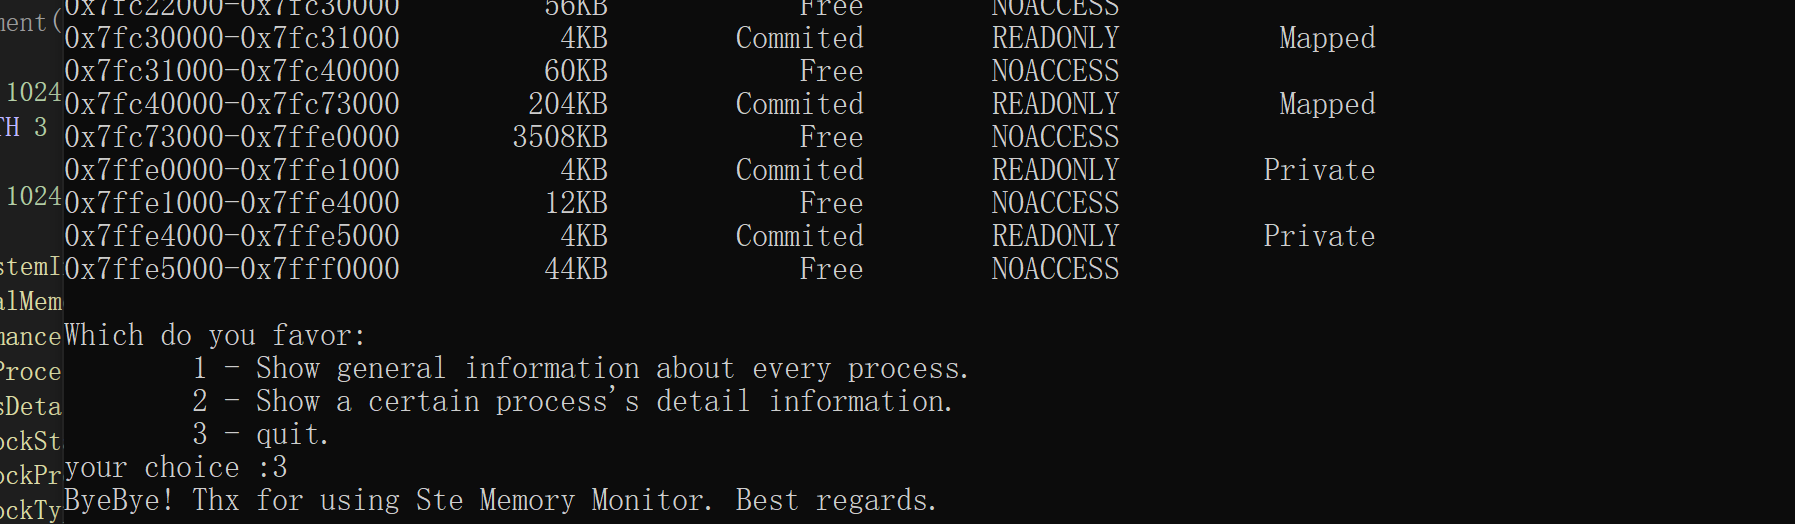 0x7fc22000-0x7fc30000 56KB Free NOACCESS
ment( 0x7fc30000-0x7fc31000 4KB Commited READONLY Mapped
0x7fc31000-0x7fc40000 60KB Free NOACCESS
1024 0x7fc40000-0x7fc73000 204KB Commited READONLY Mapped
TH 3 0x7fc73000-0x7ffe0000 3508KB Free NOACCESS
0x7ffe0000-0x7ffe1000 4KB Commited READONLY Private
1024 0x7ffe1000-0x7ffe4000 12KB Free NOACCESS
0x7ffe4000-0x7ffe5000 4KB Commited READONLY Private
stemI 0x7ffe5000-0x7fff0000 44KB Free NOACCESS
alMem
mance Which do you favor:
Proce 1 - Show general information about every process.
sDeta 2 - Show a certain process's detail information.
ockSt 3 - quit.
ockPr your choice :3
ockTy ByeBye! Thx for using Ste Memory Monitor. Best regards.